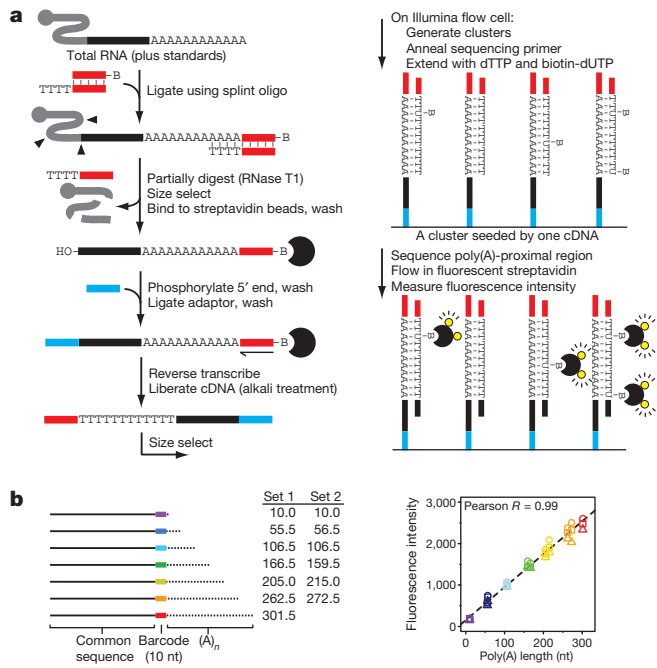 a
AAAAAAAAAAAA
Total RNA (plus standards)
B
TTTT
Ligate using splint oligo
AAAAAAAAAAAA
B
TTTT
TTTT
Partially digest (RNase T1)
Size select
Bind to streptavidin beads, wash
HO
AAAAAAAAAAAA
B
Phosphorylate 5′ end, wash
Ligate adaptor, wash
AAAAAAAAAAAA
B
Reverse transcribe
Liberate cDNA (alkali treatment)
TTTTTTTTTTTT
Size select
On Illumina flow cell:
Generate clusters
Anneal sequencing primer
Extend with dTTP and biotin-dUTP
B
B
B
B
A cluster seeded by one cDNA
Sequence poly(A)-proximal region
Flow in fluorescent streptavidin
Measure fluorescence intensity
B
B
B
B
b
Set 1 Set 2
10.0 10.0
55.5 56.5
106.5 106.5
166.5 159.5
205.0 215.0
262.5 272.5
301.5
Common sequence
Barcode (10 nt)
(A)n
Pearson R = 0.99
Fluorescence intensity
3,000
2,000
1,000
0
0 100 200 300
Poly(A) length (nt)